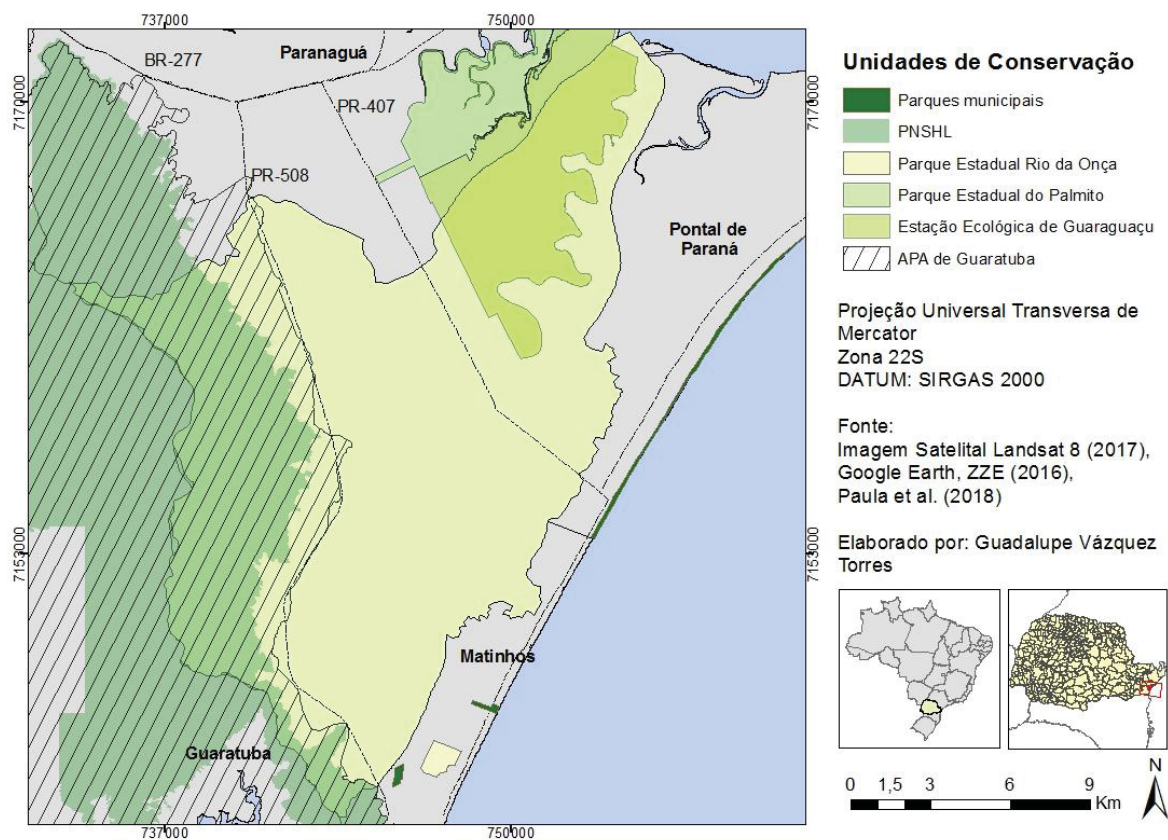 737000
750000
BR-277
Paranaguá
PR-407
7170000
7170000
PR-508
Pontal de
Paraná
7153000
7153000
Matinhos
Guaratuba
737000
750000
Unidades de Conservação
Parques municipais
PNSHL
Parque Estadual Rio da Onça
Parque Estadual do Palmito
Estação Ecológica de Guaraguaçu
APA de Guaratuba
Projeção Universal Transversa de
Mercator
Zona 22S
DATUM: SIRGAS 2000
Fonte:
Imagem Satelital Landsat 8 (2017),
Google Earth, ZZE (2016),
Paula et al. (2018)
Elaborado por: Guadalupe Vázquez
Torres
N
0 1,5 3 6 9
Km